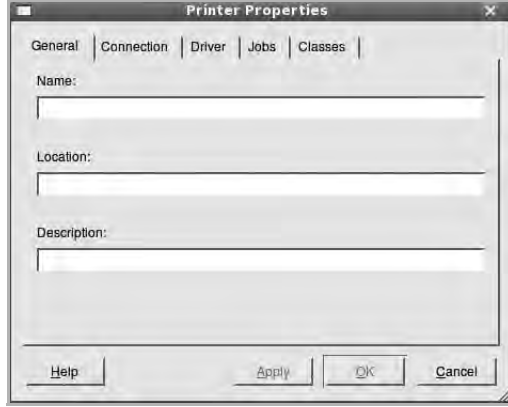 Printer Properties
General Connection Driver Jobs Classes
Name:
Location:
Description:
Help Apply OK Cancel